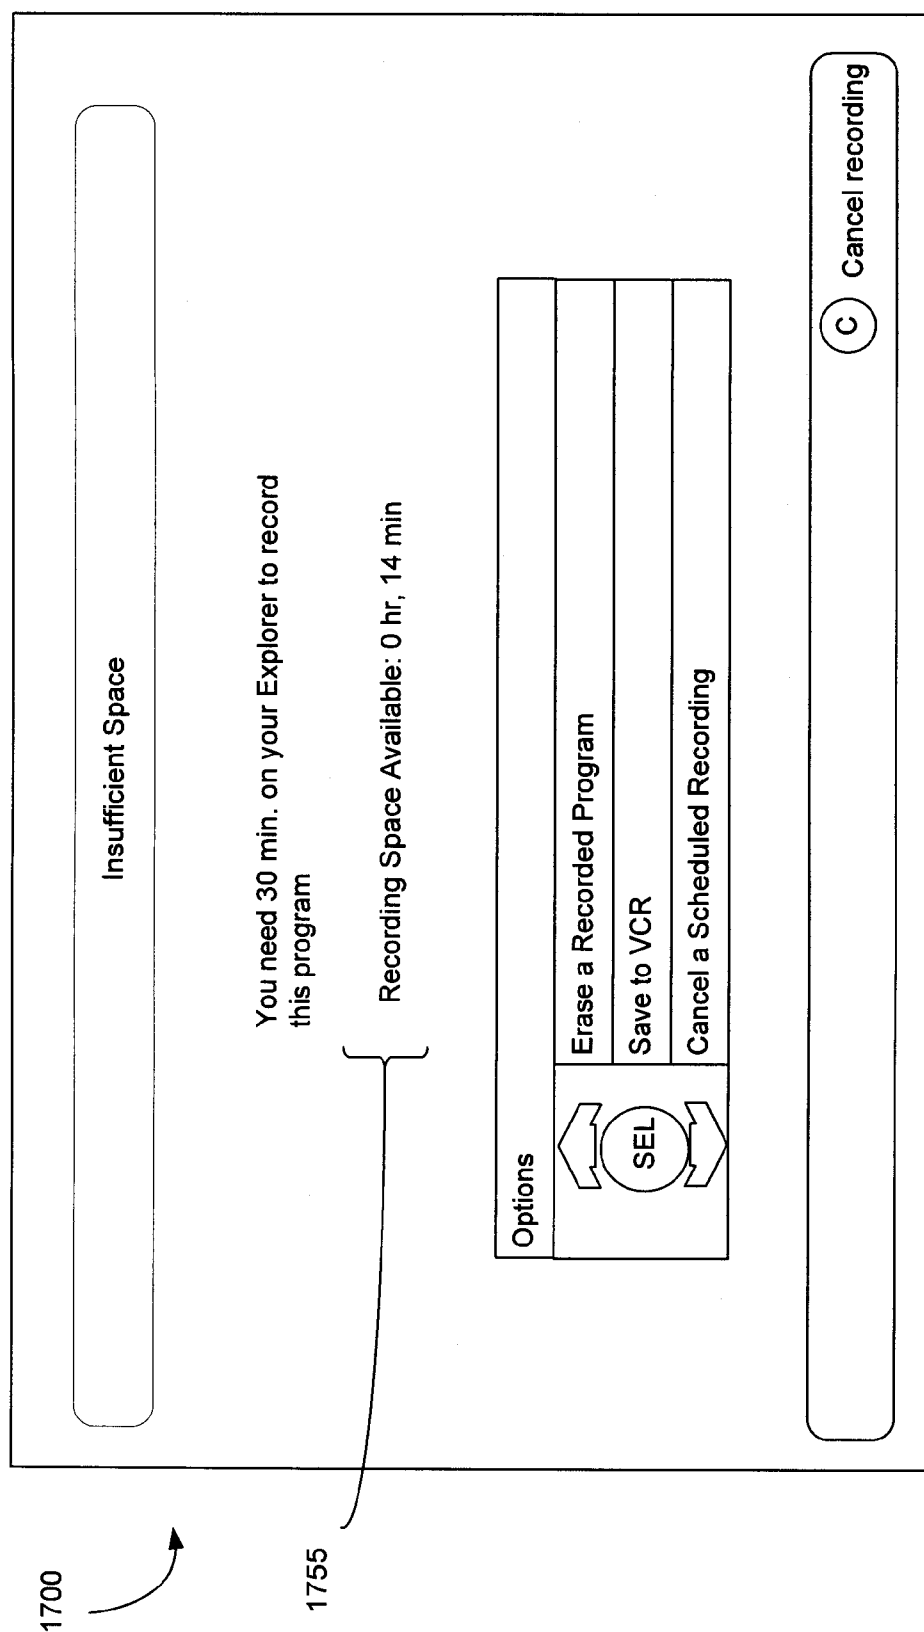 1700
Insufficient Space
You need 30 min. on your Explorer to record
this program
1755
Recording Space Available: 0 hr, 14 min
Options
Erase a Recorded Program
SEL
Save to VCR
Cancel a Scheduled Recording
C
Cancel recording